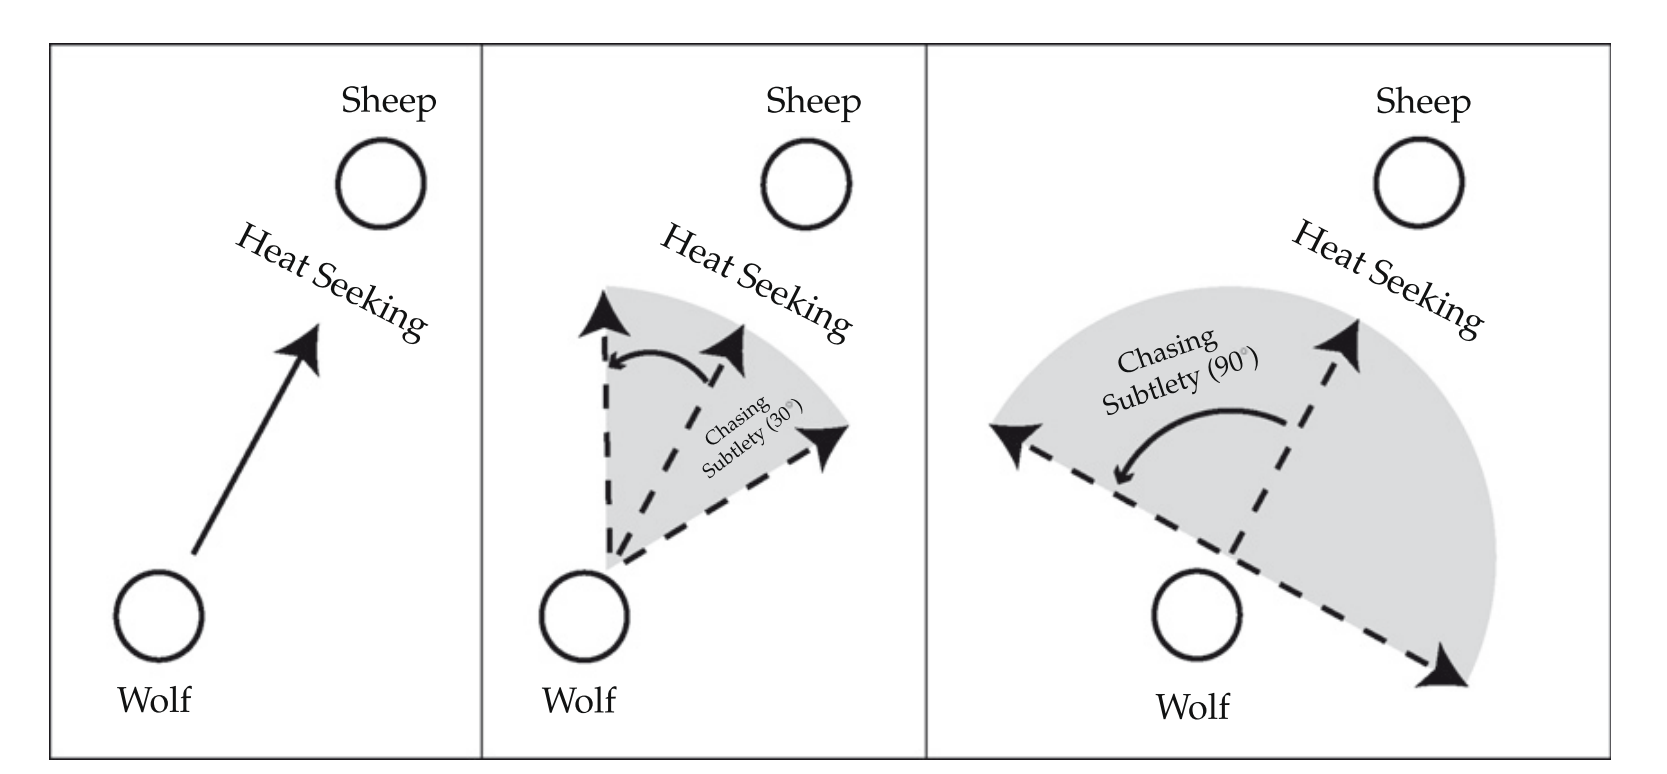 Sheep
Heat Seeking
Wolf
Sheep
Heat Seeking
Chasing
Subtlety (30°)
Wolf
Sheep
Heat Seeking
Chasing
Subtlety (90°)
Wolf